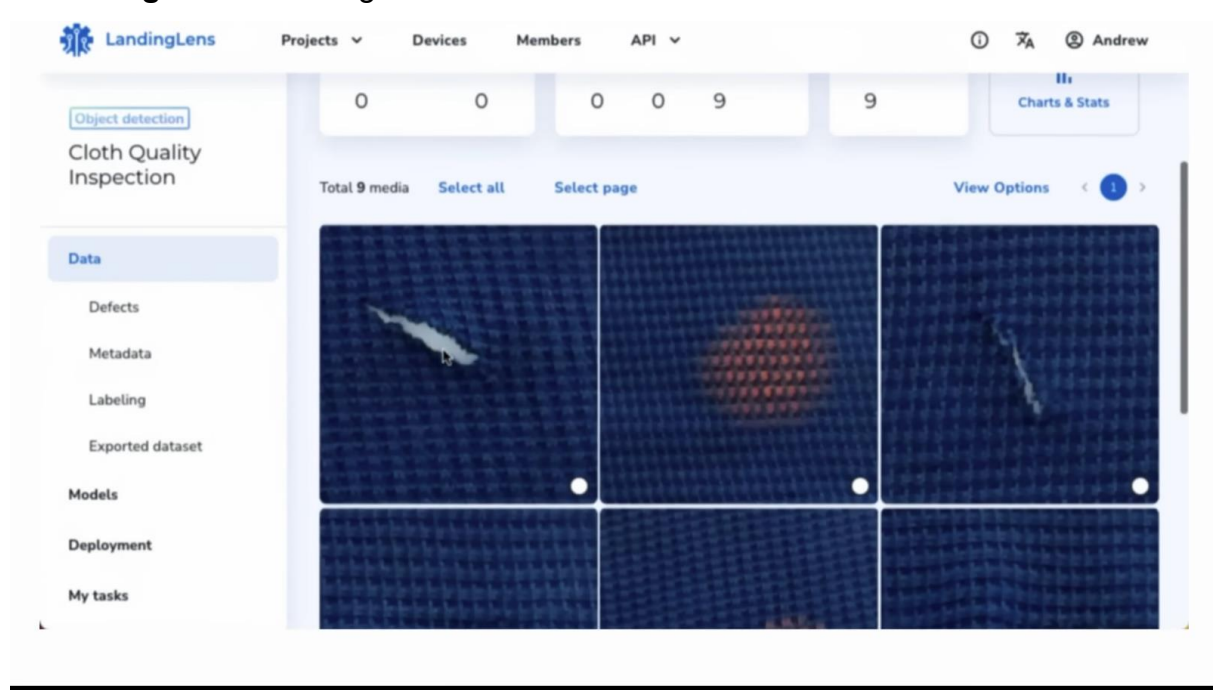 LandingLens
Projects
Devices
Members
API
Andrew
Object detection
Cloth Quality
Inspection
0 0
0 0 9
9
Charts & Stats
Total 9 media
Select all
Select page
View Options
1
Data
Defects
Metadata
Labeling
Exported dataset
Models
Deployment
My tasks